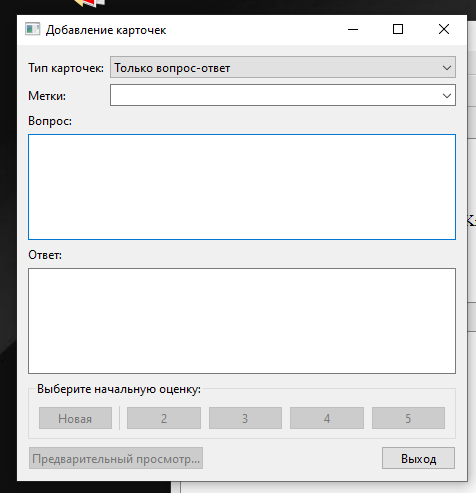 Добавление карточек
Тип карточек: Только вопрос-ответ
Метки:
Вопрос:
Ответ:
Выберите начальную оценку:
Новая 2 3 4 5
Предварительный просмотр... Выход